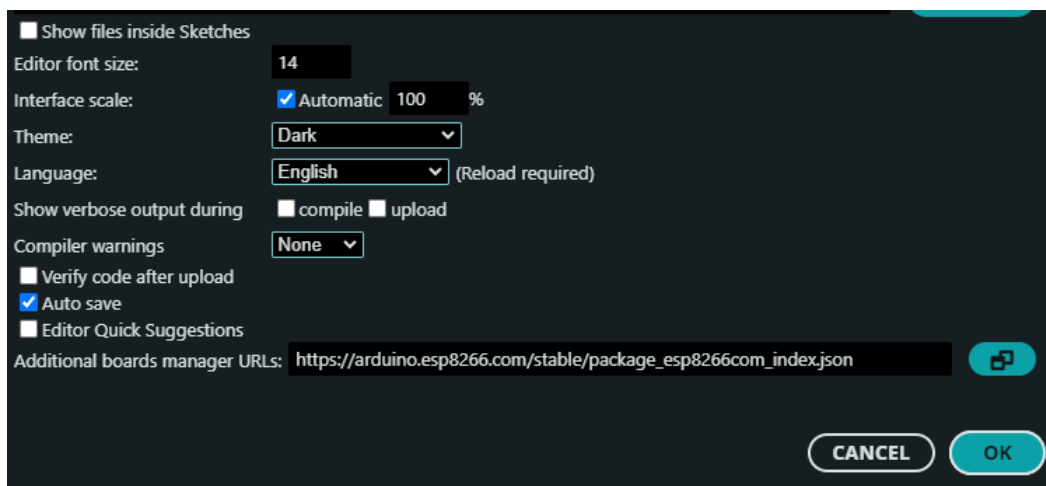 Show files inside Sketches
Editor font size: 14
Interface scale: Automatic 100 %
Theme: Dark
Language: English (Reload required)
Show verbose output during compile upload
Compiler warnings None
Verify code after upload
Auto save
Editor Quick Suggestions
Additional boards manager URLs: https://arduino.esp8266.com/stable/package_esp8266com_index.json
CANCEL OK